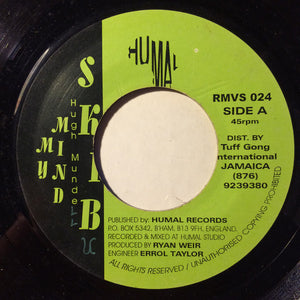 HUMAL
SKIB
Hugh Mundell
MY
MIND
RMVS 024
SIDE A
45rpm
DIST. BY
Tuff Gong
International
JAMAICA
(876)
9239380
PUBLISHED by: HUMAL RECORDS
P.O. BOX 5342, B'HAM, B13 9FH, ENGLAND.
RECORDED & MIXED AT HUMAL STUDIO
PRODUCED BY RYAN WEIR
ENGINEER ERROL TAYLOR
ALL RIGHTS RESERVED / UNAUTHORISED COPYING PROHIBITED